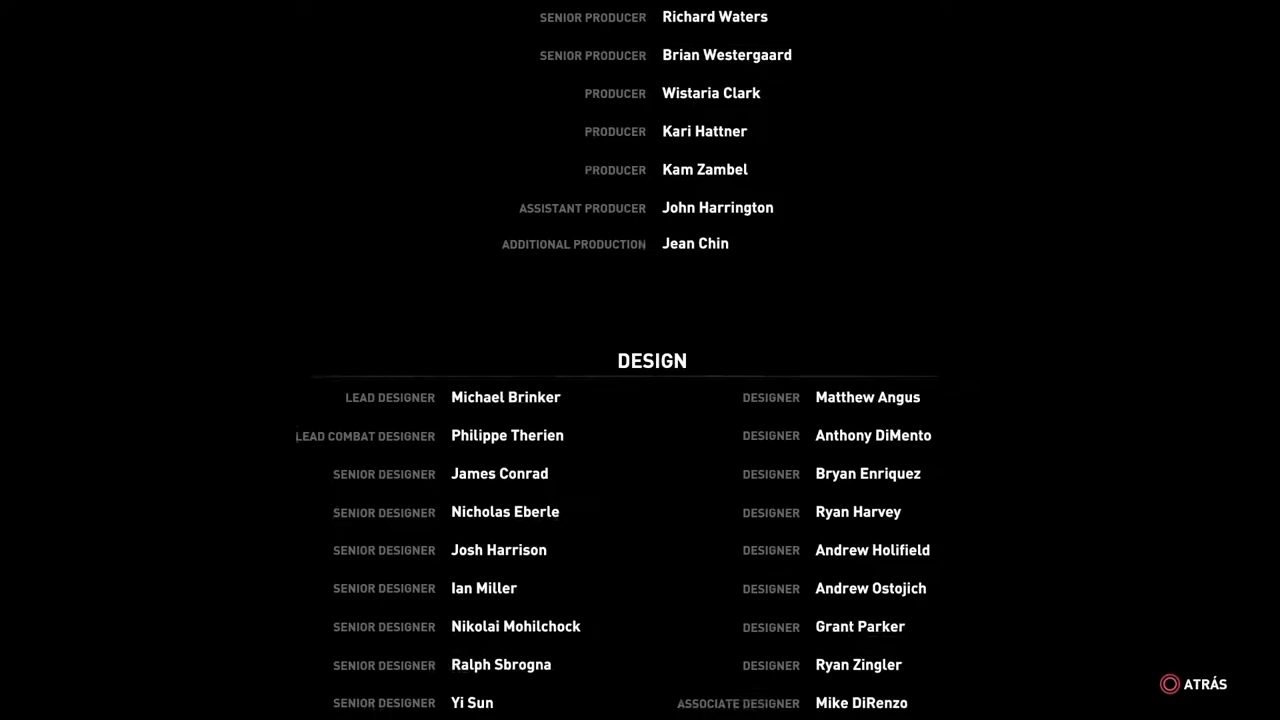 SENIOR PRODUCER Richard Waters
SENIOR PRODUCER Brian Westergaard
PRODUCER Wistaria Clark
PRODUCER Kari Hattner
PRODUCER Kam Zambel
ASSISTANT PRODUCER John Harrington
ADDITIONAL PRODUCTION Jean Chin
DESIGN
LEAD DESIGNER Michael Brinker DESIGNER Matthew Angus
LEAD COMBAT DESIGNER Philippe Therien DESIGNER Anthony DiMento
SENIOR DESIGNER James Conrad DESIGNER Bryan Enriquez
SENIOR DESIGNER Nicholas Eberle DESIGNER Ryan Harvey
SENIOR DESIGNER Josh Harrison DESIGNER Andrew Holifield
SENIOR DESIGNER Ian Miller DESIGNER Andrew Ostojich
SENIOR DESIGNER Nikolai Mohilchock DESIGNER Grant Parker
SENIOR DESIGNER Ralph Sbrogna DESIGNER Ryan Zingler
SENIOR DESIGNER Yi Sun ASSOCIATE DESIGNER Mike DiRenzo
ATRÁS